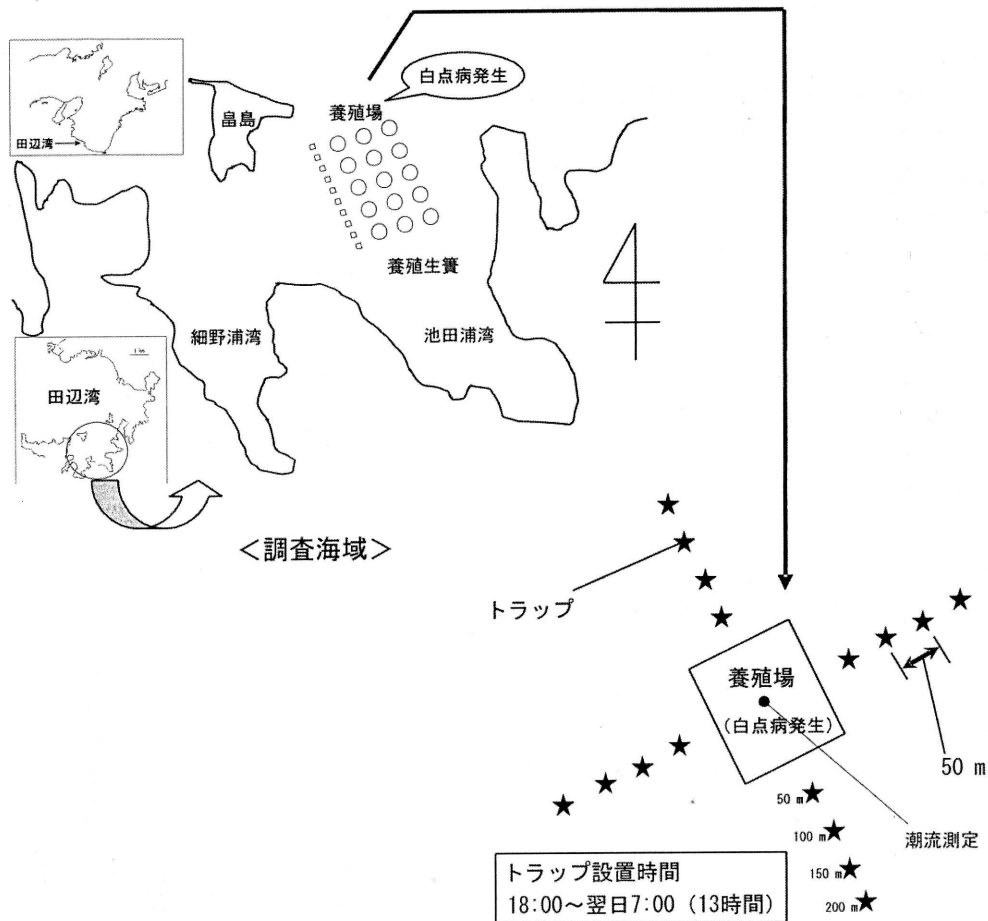 白点病発生
養殖場
畠島
田辺湾
養殖生簀
細野浦湾
池田浦湾
1 km
田辺湾
<調査海域>
トラップ
養殖場
(白点病発生)
50 m
50 m
100 m
潮流測定
150 m
200 m
トラップ設置時間
18:00~翌日7:00 (13時間)